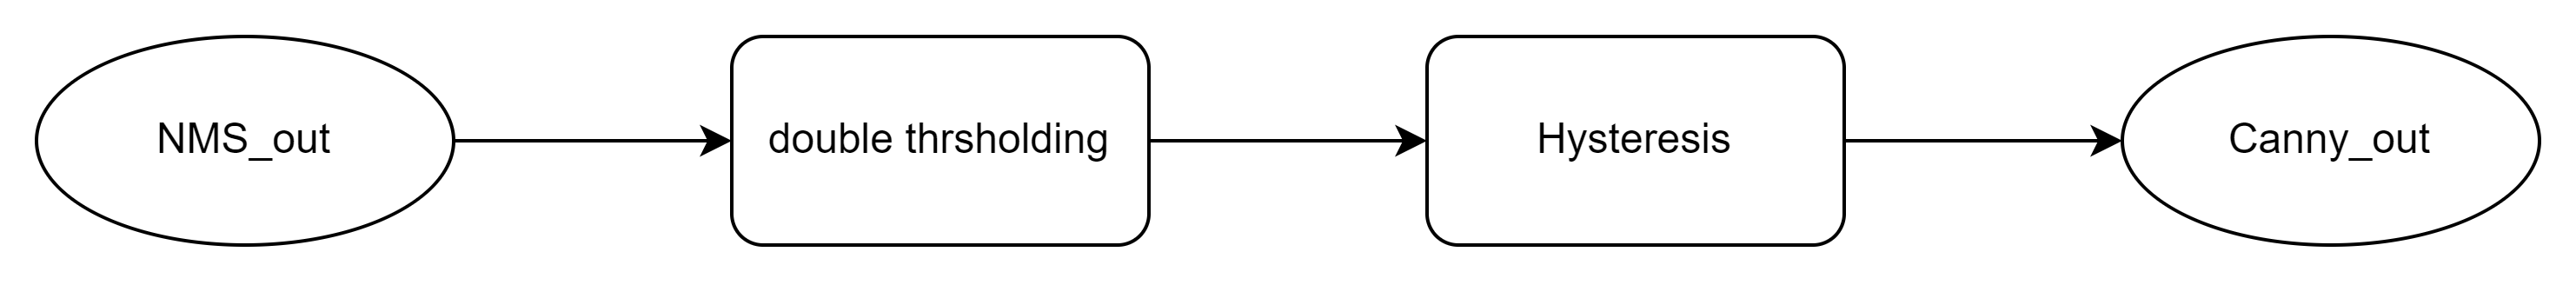 NMS_out
double thrsholding
Hysteresis
Canny_out